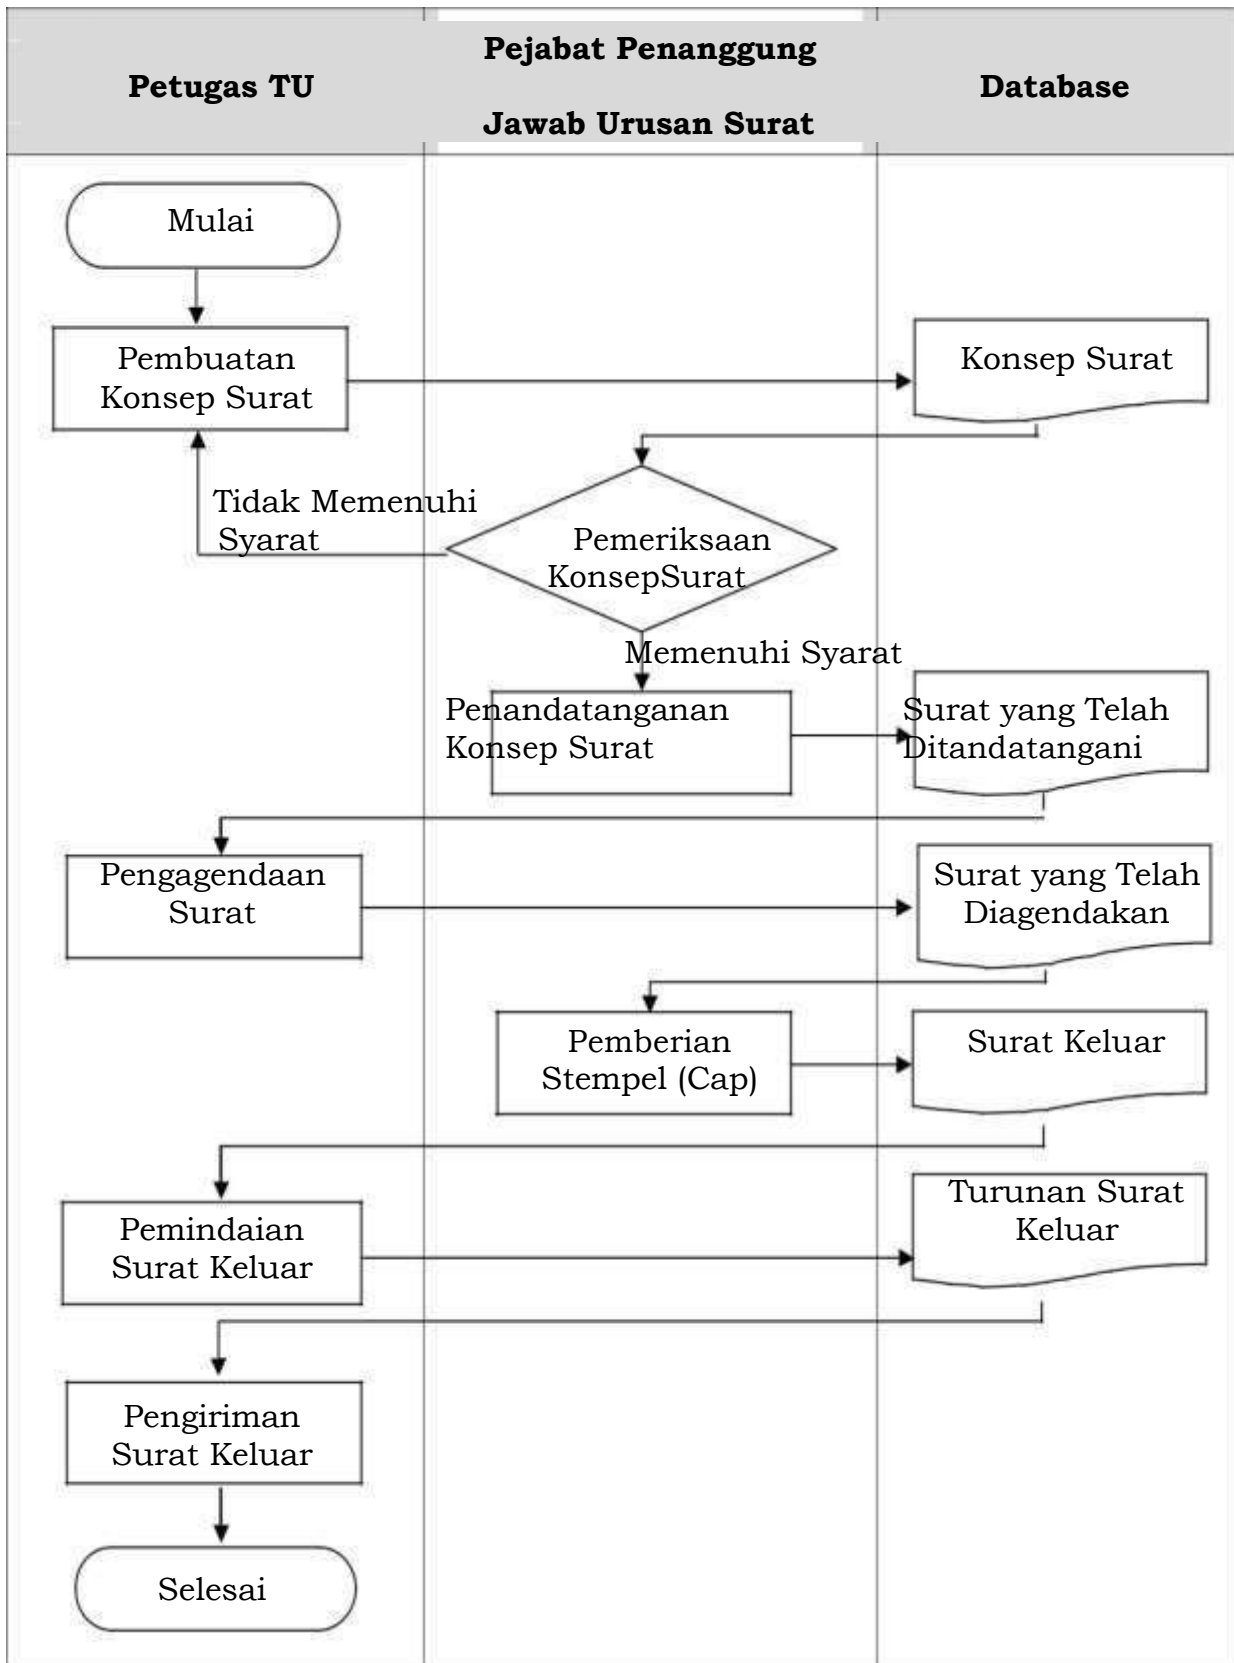 Petugas TU
Pejabat Penanggung
Jawab Urusan Surat
Database
Mulai
Pembuatan
Konsep Surat
Konsep Surat
Tidak Memenuhi
Syarat
Pemeriksaan
KonsepSurat
Memenuhi Syarat
Penandatanganan
Konsep Surat
Surat yang Telah
Ditandatangani
Pengagendaan
Surat
Surat yang Telah
Diagendakan
Pemberian
Stempel (Cap)
Surat Keluar
Pemindaian
Surat Keluar
Turunan Surat
Keluar
Pengiriman
Surat Keluar
Selesai